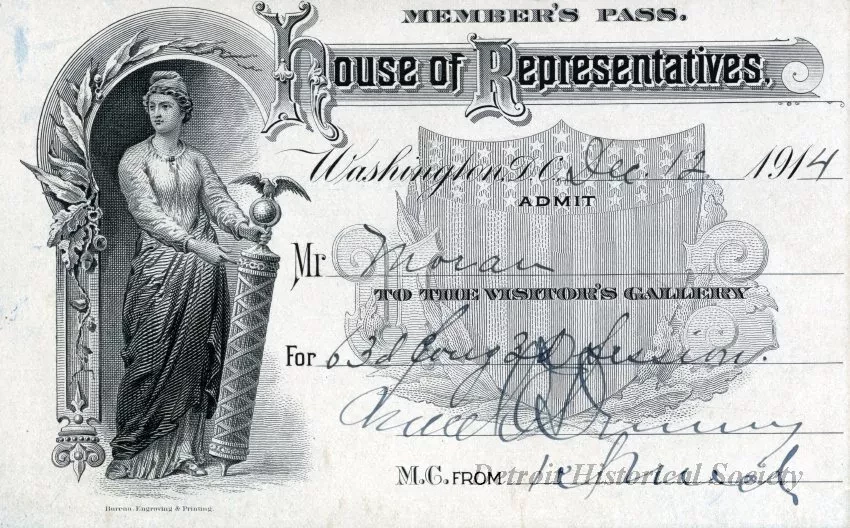 MEMBER'S PASS.
House of Representatives.
Washington, D.C. Dec. 12 1914
ADMIT
Mr Moran
TO THE VISITOR'S GALLERY
For 63d Cong 3d Session.
M.C. FROM
Detroit Historical Society
Bureau, Engraving & Printing.